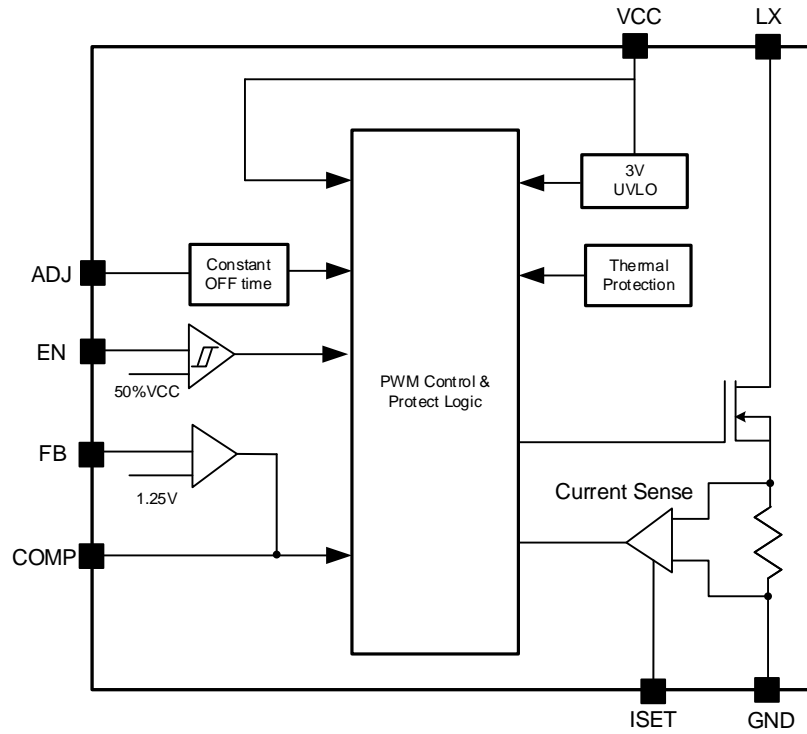 VCC
LX
3V
UVLO
ADJ
Constant
OFF time
Thermal
Protection
EN
50%VCC
PWM Control &
Protect Logic
FB
1.25V
Current Sense
COMP
ISET
GND